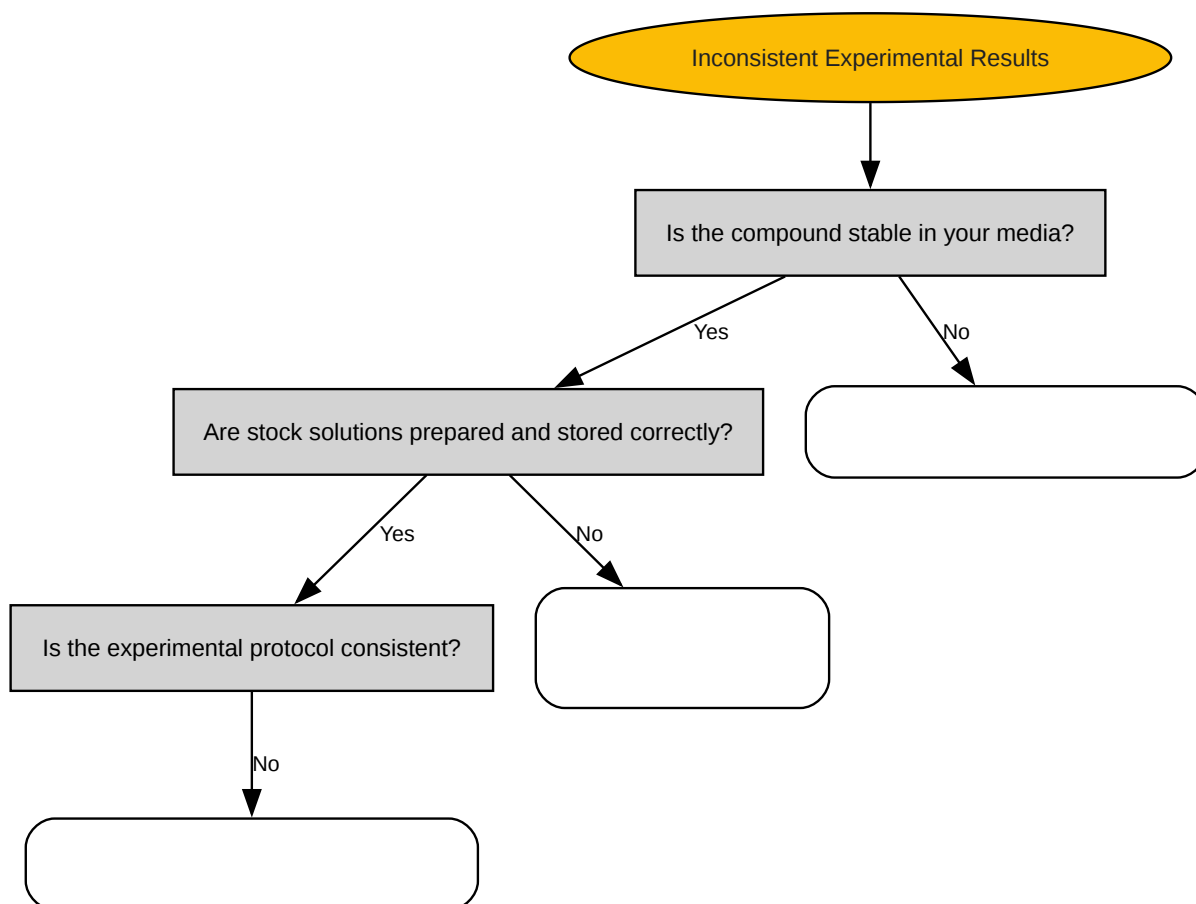 Inconsistent Experimental Results
Is the compound stable in your media?
Yes
No
Are stock solutions prepared and stored correctly?
Yes
No
Is the experimental protocol consistent?
No